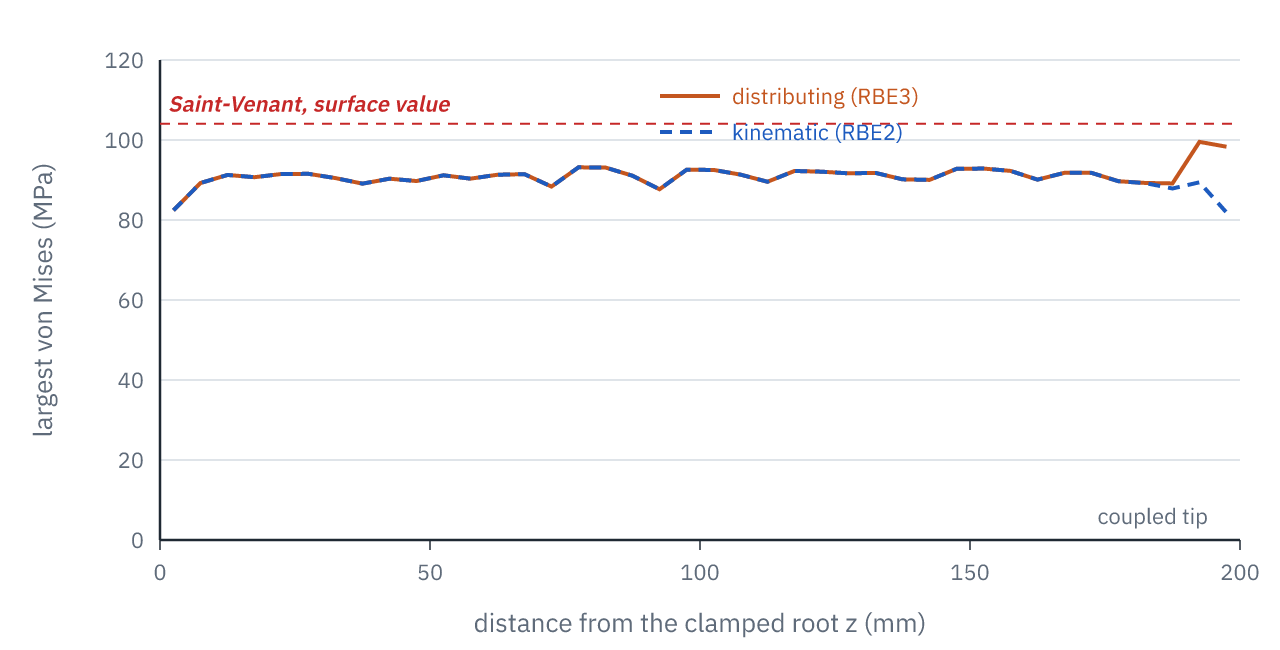 120
Saint-Venant, surface value
distributing (RBE3)
kinematic (RBE2)
100
80
60
40
20
0
largest von Mises (MPa)
coupled tip
0
50
100
150
200
distance from the clamped root z (mm)